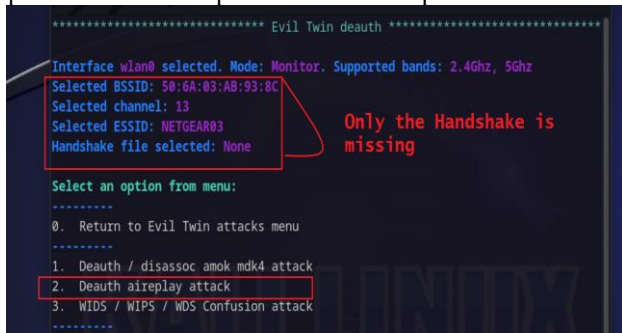 ***************************** Evil Twin deauth ******************************
Interface wlan0 selected. Mode: Monitor. Supported bands: 2.4Ghz, 5Ghz
Selected BSSID: 50:6A:03:AB:93:8C
Selected channel: 13
Selected ESSID: NETGEAR03
Handshake file selected: None
Only the Handshake is
missing
Select an option from menu:
---------
0. Return to Evil Twin attacks menu
---------
1. Deauth / disassoc amok mdk4 attack
2. Deauth aireplay attack
3. WIDS / WIPS / WDS Confusion attack
---------